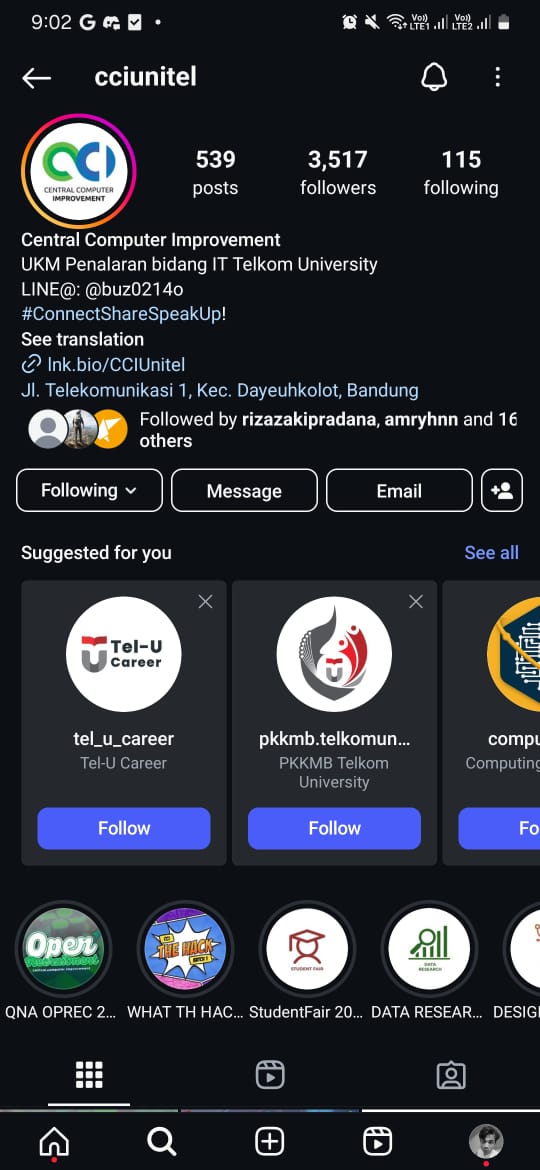 9:02
Vo)) LTE1
Vo)) LTE2
cciunitel
CCI
CENTRAL COMPUTER
IMPROVEMENT
539
posts
3,517
followers
115
following
Central Computer Improvement
UKM Penalaran bidang IT Telkom University
LINE@: @buz0214o
#ConnectShareSpeakUp!
See translation
lnk.bio/CCIUnitel
Jl. Telekomunikasi 1, Kec. Dayeuhkolot, Bandung
Followed by rizazakipradana, amryhnn and 16
others
Following
Message
Email
Suggested for you
See all
Tel-U
Career
tel_u_career
Tel-U Career
Follow
pkkmb.telkomun...
PKKMB Telkom
University
Follow
compu
Computing
Fo
Open
Recruitment
central computer improvement
QNA OPREC 2...
THE HACK
WHAT TH HAC...
STUDENT FAIR
StudentFair 20...
DATA
RESEARCH
DATA RESEAR...
DESIG